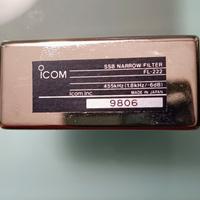 ICOM
SSB NARROW FILTER
FL-222
455kHz(1.8kHz/-6dB)
Icom Inc. MADE IN JAPAN
9806